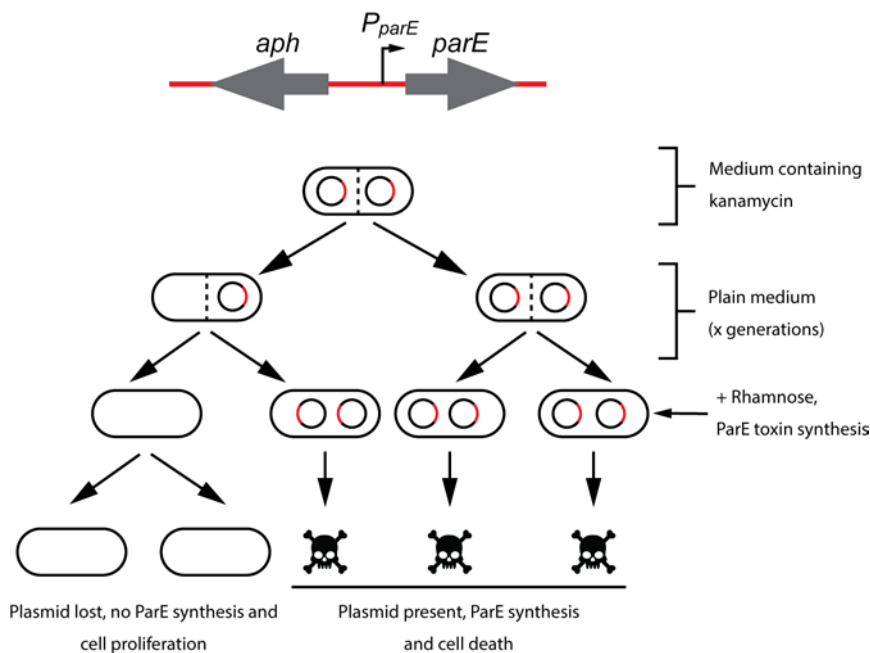 aph
PparE
parE
Medium containing
kanamycin
Plain medium
(x generations)
+ Rhamnose,
ParE toxin synthesis
Plasmid lost, no ParE synthesis and
cell proliferation
Plasmid present, ParE synthesis
and cell death